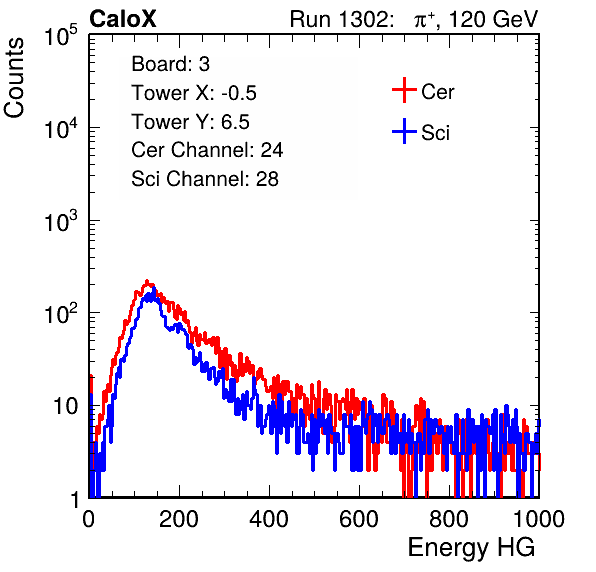 CaloX Run 1302: π⁺, 120 GeV
Counts
Board: 3
Tower X: -0.5
Tower Y: 6.5
Cer Channel: 24
Sci Channel: 28
Cer
Sci
10⁵
10⁴
10³
10²
10
1
0 200 400 600 800 1000
Energy HG